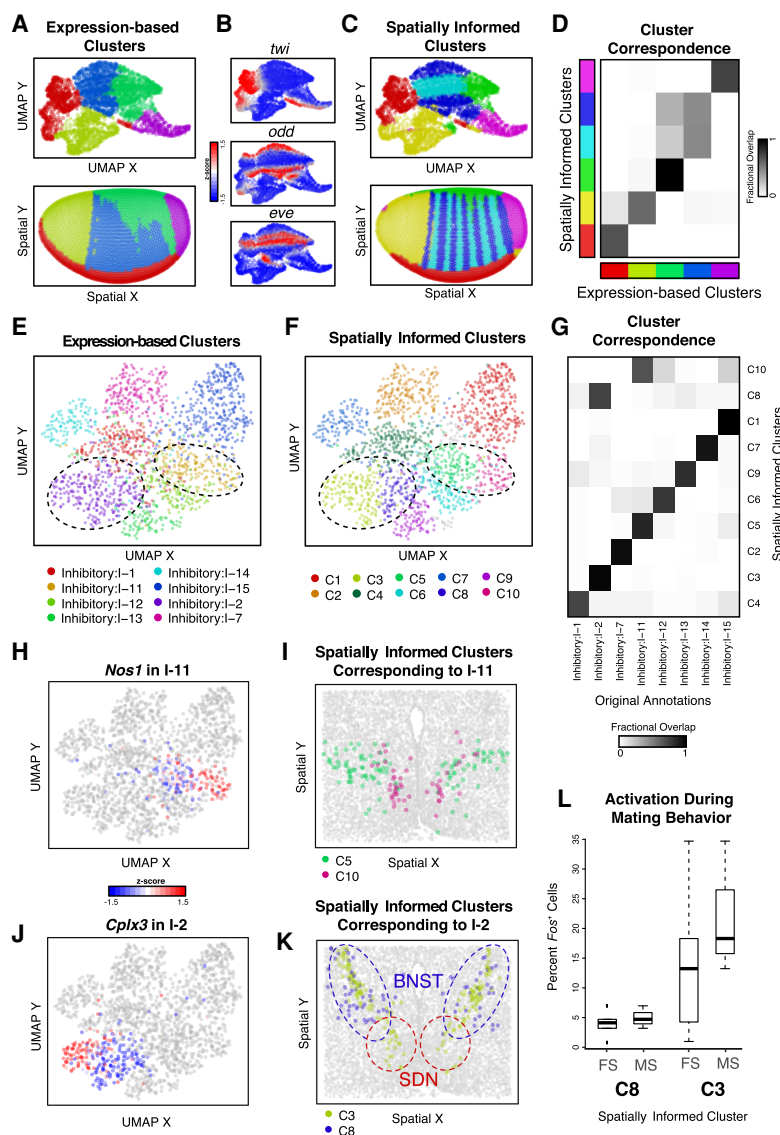 A
Expression-based
Clusters
UMAP Y
UMAP X
Spatial Y
Spatial X
B
twi
odd
eve
z-score
1.5
-1.5
C
Spatially Informed
Clusters
UMAP Y
UMAP X
Spatial Y
Spatial X
D
Cluster
Correspondence
Spatially Informed Clusters
Expression-based Clusters
Fractional Overlap
1
0
E
Expression-based Clusters
UMAP Y
UMAP X
Inhibitory:I-1
Inhibitory:I-11
Inhibitory:I-12
Inhibitory:I-13
Inhibitory:I-14
Inhibitory:I-15
Inhibitory:I-2
Inhibitory:I-7
F
Spatially Informed Clusters
UMAP Y
UMAP X
C1
C2
C3
C4
C5
C6
C7
C8
C9
C10
G
Cluster
Correspondence
C10
C8
C1
C7
C9
C6
C5
C2
C3
C4
Spatially Informed Clusters
Inhibitory:I-1
Inhibitory:I-2
Inhibitory:I-7
Inhibitory:I-11
Inhibitory:I-12
Inhibitory:I-13
Inhibitory:I-14
Inhibitory:I-15
Original Annotations
Fractional Overlap
0
1
H
Nos1 in I-11
UMAP Y
UMAP X
z-score
-1.5
1.5
I
Spatially Informed Clusters
Corresponding to I-11
Spatial Y
Spatial X
C5
C10
J
Cplx3 in I-2
UMAP Y
UMAP X
K
Spatially Informed Clusters
Corresponding to I-2
BNST
SDN
Spatial Y
Spatial X
C3
C8
L
Activation During
Mating Behavior
Percent Fos+ Cells
35
30
25
20
15
10
5
0
FS
MS
FS
MS
C8
C3
Spatially Informed Cluster